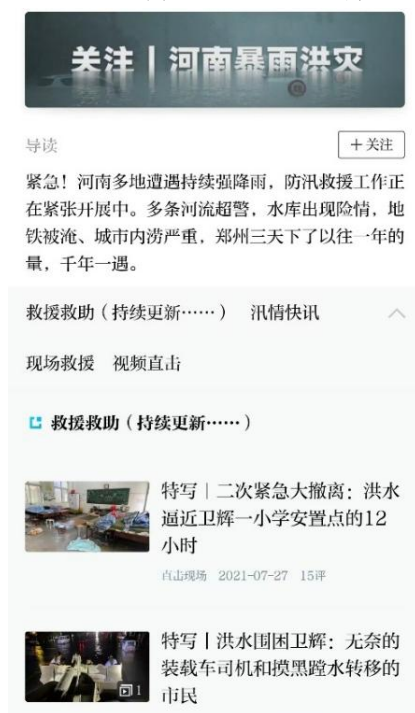 关注｜河南暴雨洪灾
导读
＋关注
紧急！河南多地遭遇持续强降雨，防汛救援工作正
在紧张开展中。多条河流超警，水库出现险情，地
铁被淹、城市内涝严重，郑州三天下了以往一年的
量，千年一遇。
救援救助（持续更新……） 汛情快讯
现场救援 视频直击
救援救助（持续更新……）
特写｜二次紧急大撤离：洪水
逼近卫辉一小学安置点的12
小时
直击现场 2021-07-27 15评
特写｜洪水围困卫辉：无奈的
装载车司机和摸黑蹚水转移的
市民
1